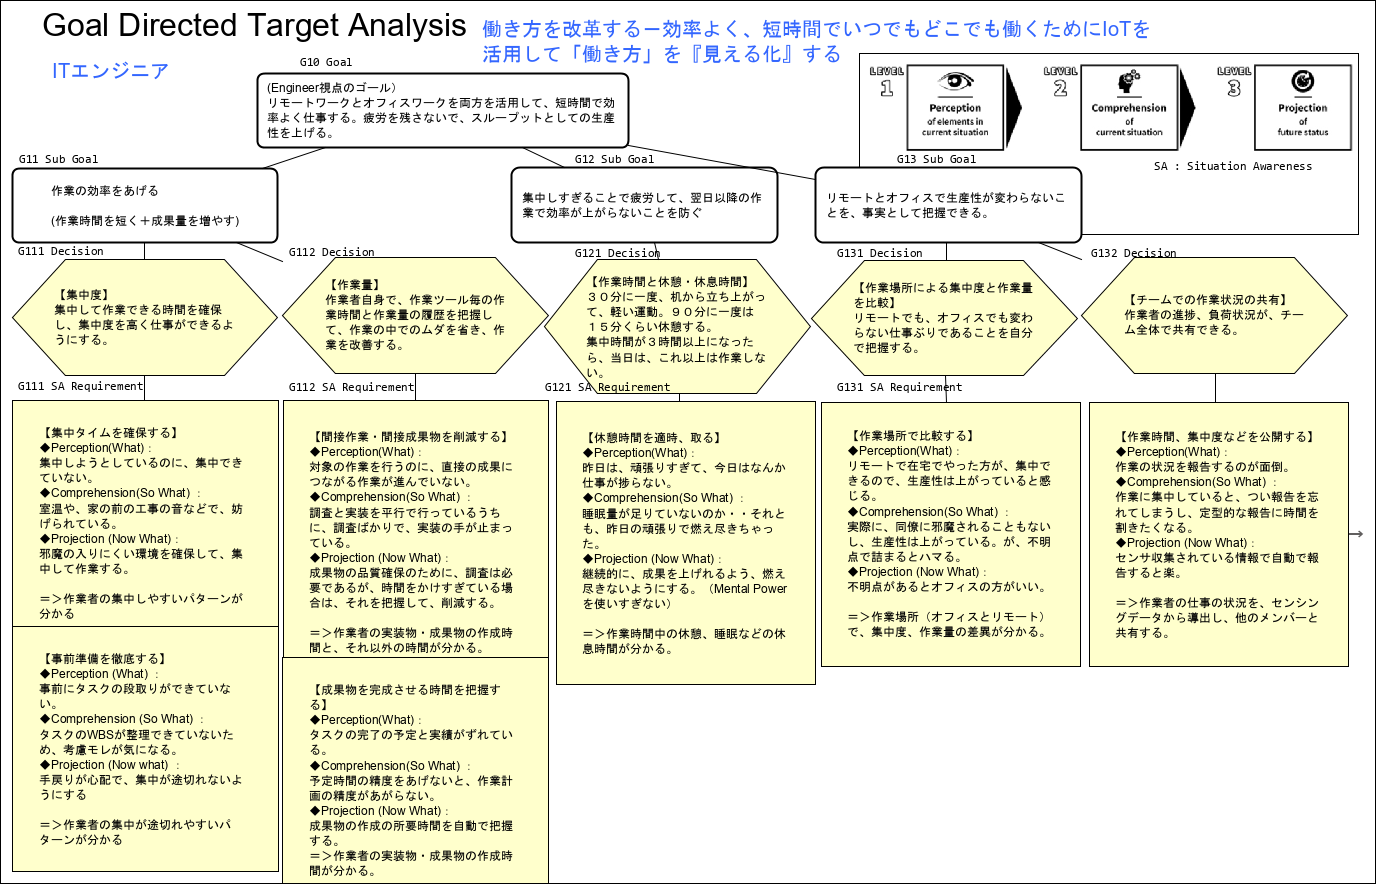 Goal Directed Target Analysis
働き方を改革するー効率よく、短時間でいつでもどこでも働くためにIoTを
活用して「働き方」を『見える化』する
ITエンジニア
G10 Goal
(Engineer視点のゴール）
リモートワークとオフィスワークを両方を活用して、短時間で効
率よく仕事する。疲労を残さないで、スループットとしての生産
性を上げる。
LEVEL
1
Perception
of elements in
current situation
LEVEL
2
Comprehension
of
current situation
LEVEL
3
Projection
of
future status
SA : Situation Awareness
G11 Sub Goal
作業の効率をあげる
(作業時間を短く＋成果量を増やす)
G12 Sub Goal
集中しすぎることで疲労して、翌日以降の作
業で効率が上がらないことを防ぐ
G13 Sub Goal
リモートとオフィスで生産性が変わらないこ
とを、事実として把握できる。
G111 Decision
【集中度】
集中して作業できる時間を確保
し、集中度を高く仕事ができるよ
うにする。
G112 Decision
【作業量】
作業者自身で、作業ツール毎の作
業時間と作業量の履歴を把握し
て、作業の中でのムダを省き、作
業を改善する。
G121 Decision
【作業時間と休憩・休息時間】
３０分に一度、机から立ち上がっ
て、軽い運動。９０分に一度は
１５分くらい休憩する。
集中時間が３時間以上になった
ら、当日は、これ以上は作業しな
い。
G131 Decision
【作業場所による集中度と作業量
を比較】
リモートでも、オフィスでも変わ
らない仕事ぶりであることを自分
で把握する。
G132 Decision
【チームでの作業状況の共有】
作業者の進捗、負荷状況が、チー
ム全体で共有できる。
G111 SA Requirement
【集中タイムを確保する】
◆Perception(What)：
集中しようとしているのに、集中でき
ていない。
◆Comprehension(So What) ：
室温や、家の前の工事の音などで、妨
げられている。
◆Projection (Now What)：
邪魔の入りにくい環境を確保して、集
中して作業する。
＝＞作業者の集中しやすいパターンが
分かる
【事前準備を徹底する】
◆Perception (What)：
事前にタスクの段取りができていな
い。
◆Comprehension (So What) ：
タスクのWBSが整理できていないた
め、考慮モレが気になる。
◆Projection (Now what) ：
手戻りが心配で、集中が途切れないよ
うにする
＝＞作業者の集中が途切れやすいパ
ターンが分かる
G112 SA Requirement
【間接作業・間接成果物を削減する】
◆Perception(What)：
対象の作業を行うのに、直接の成果に
つながる作業が進んでいない。
◆Comprehension(So What) ：
調査と実装を平行で行っているうち
に、調査ばかりで、実装の手が止まっ
ている。
◆Projection (Now What)：
成果物の品質確保のために、調査は必
要であるが、時間をかけすぎている場
合は、それを把握して、削減する。
＝＞作業者の実装物・成果物の作成時
間と、それ以外の時間が分かる。
【成果物を完成させる時間を把握す
る】
◆Perception(What)：
タスクの完了の予定と実績がずれてい
る。
◆Comprehension(So What)：
予定時間の精度をあげないと、作業計
画の精度があがらない。
◆Projection (Now What)：
成果物の作成の所要時間を自動で把握
する。
＝＞作業者の実装物・成果物の作成時
間が分かる。
G121 SA Requirement
【休憩時間を適時、取る】
◆Perception(What)：
昨日は、頑張りすぎて、今日はなんか
仕事が捗らない。
◆Comprehension(So What)：
睡眠量が足りていないのか・・それと
も、昨日の頑張りで燃え尽きちゃっ
た。
◆Projection (Now What)：
継続的に、成果を上げれるよう、燃え
尽きないようにする。（Mental Power
を使いすぎない）
＝＞作業時間中の休憩、睡眠などの休
息時間が分かる。
G131 SA Requirement
【作業場所で比較する】
◆Perception(What)：
リモートで在宅でやった方が、集中で
きるので、生産性は上がっていると感
じる。
◆Comprehension(So What)：
実際に、同僚に邪魔されることもない
し、生産性は上がっている。が、不明
点で詰まるとハマる。
◆Projection (Now What)：
不明点があるとオフィスの方がいい。
＝＞作業場所（オフィスとリモート）
で、集中度、作業量の差異が分かる。
【作業時間、集中度などを公開する】
◆Perception(What)：
作業の状況を報告するのが面倒。
◆Comprehension(So What)：
作業に集中していると、つい報告を忘
れてしまうし、定型的な報告に時間を
割きたくなる。
◆Projection (Now What)：
センサ収集されている情報で自動で報
告すると楽。
＝＞作業者の仕事の状況を、センシン
グデータから導出し、他のメンバーと
共有する。